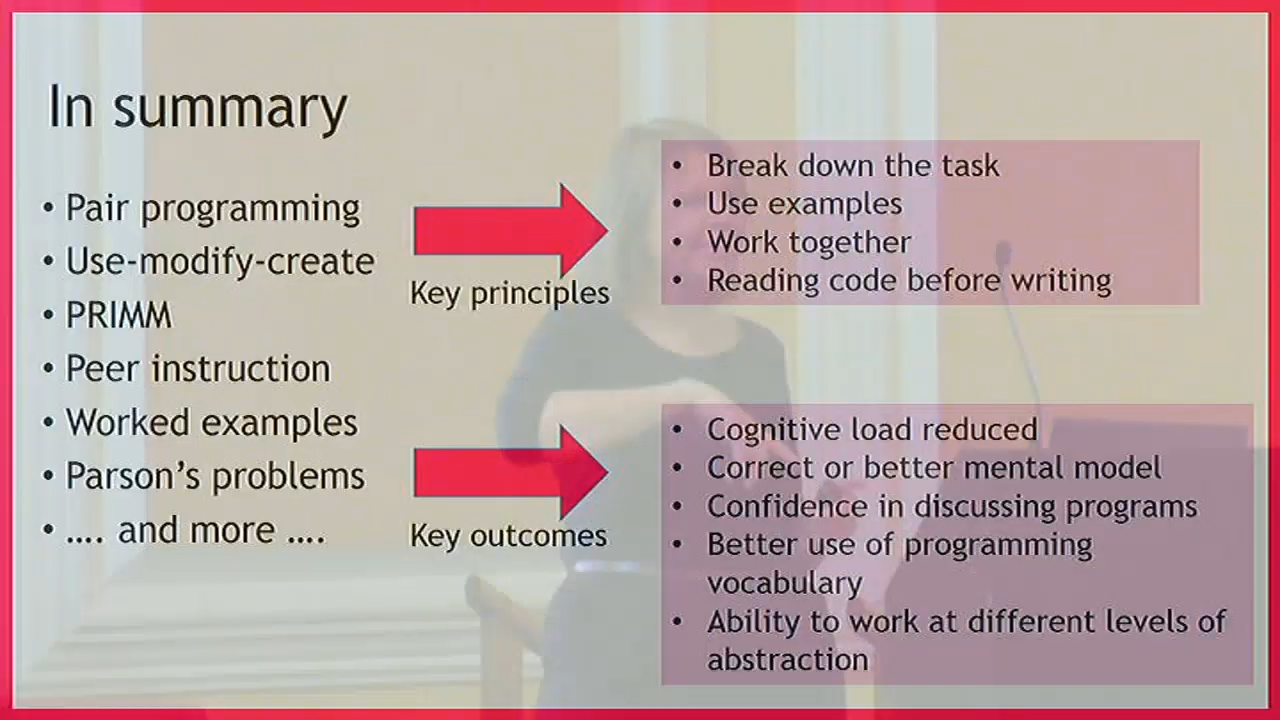 In summary
• Pair programming
• Use-modify-create
• PRIMM
• Peer instruction
• Worked examples
• Parson's problems
• .... and more ....
Key principles
• Break down the task
• Use examples
• Work together
• Reading code before writing
Key outcomes
• Cognitive load reduced
• Correct or better mental model
• Confidence in discussing programs
• Better use of programming
vocabulary
• Ability to work at different levels of
abstraction